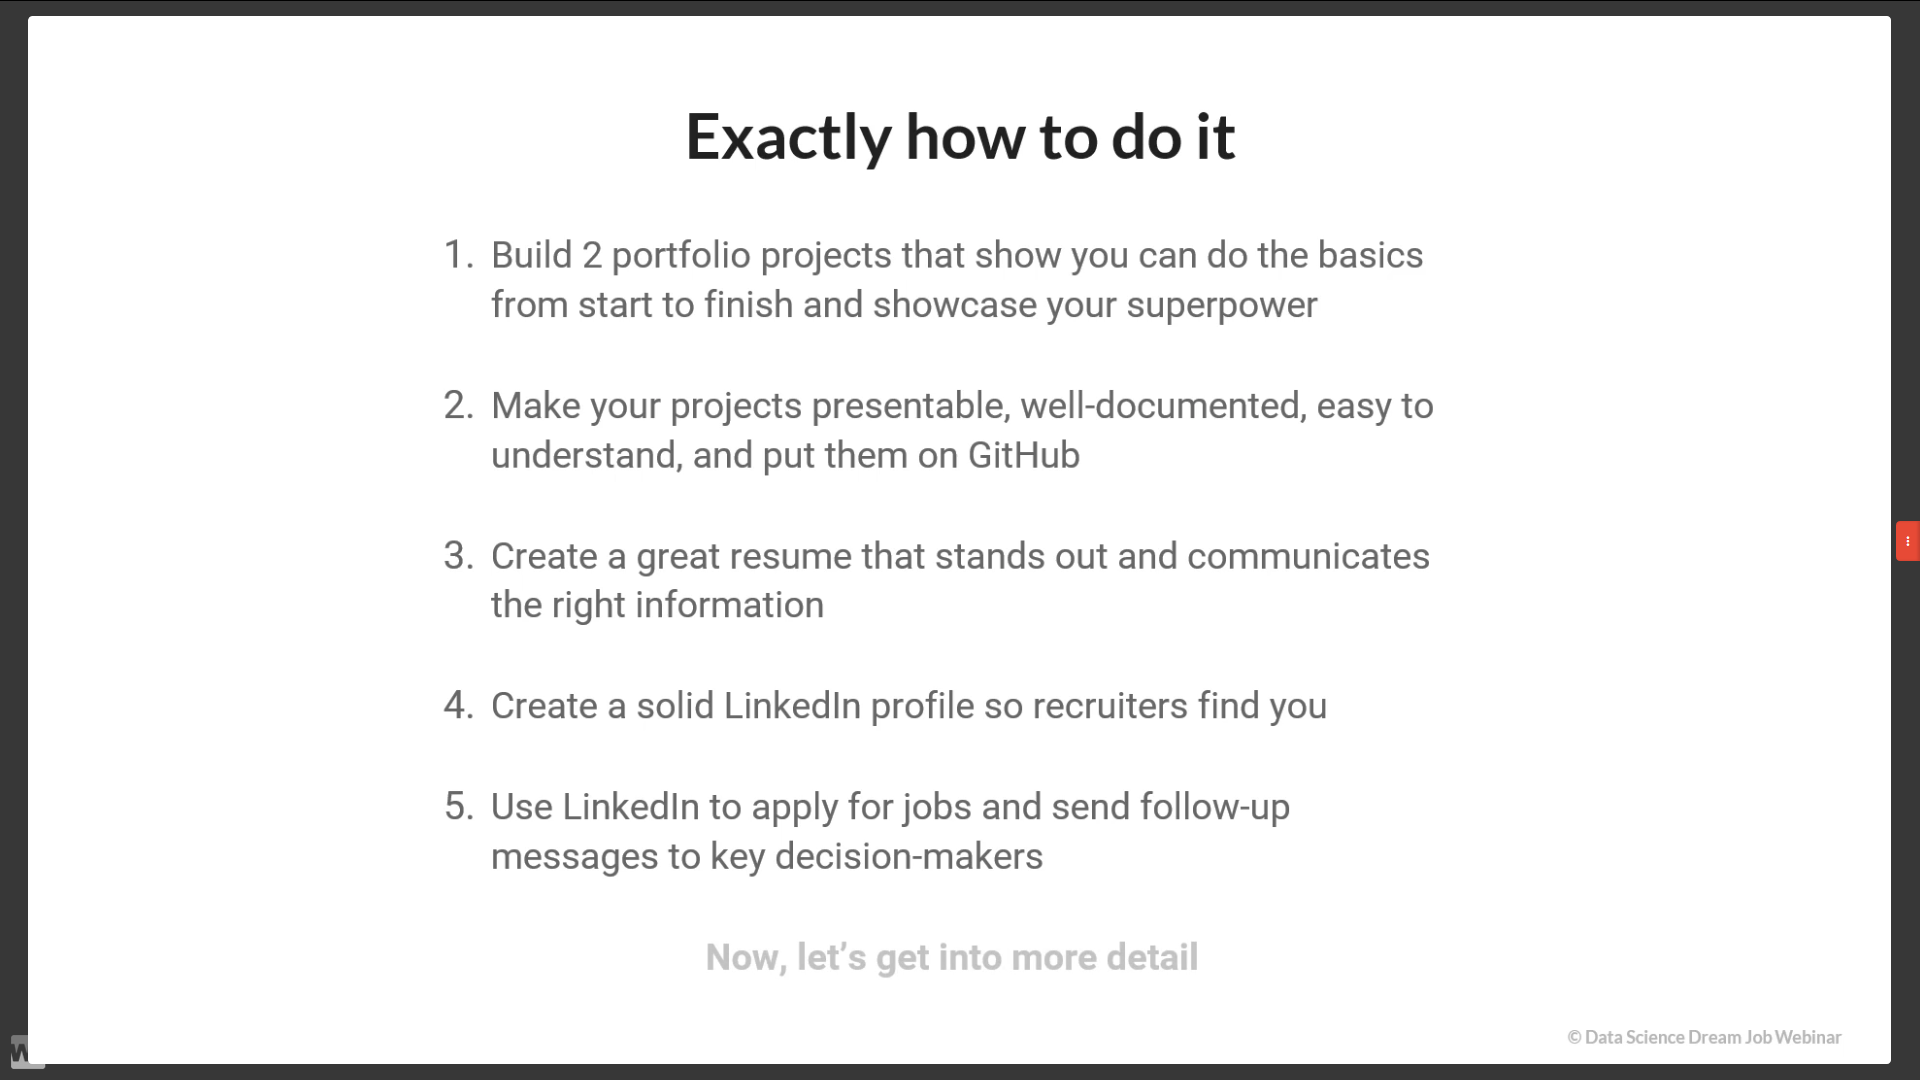 Exactly how to do it
1. Build 2 portfolio projects that show you can do the basics
from start to finish and showcase your superpower
2. Make your projects presentable, well-documented, easy to
understand, and put them on GitHub
3. Create a great resume that stands out and communicates
the right information
4. Create a solid LinkedIn profile so recruiters find you
5. Use LinkedIn to apply for jobs and send follow-up
messages to key decision-makers
Now, let’s get into more detail
© Data Science Dream Job Webinar
W